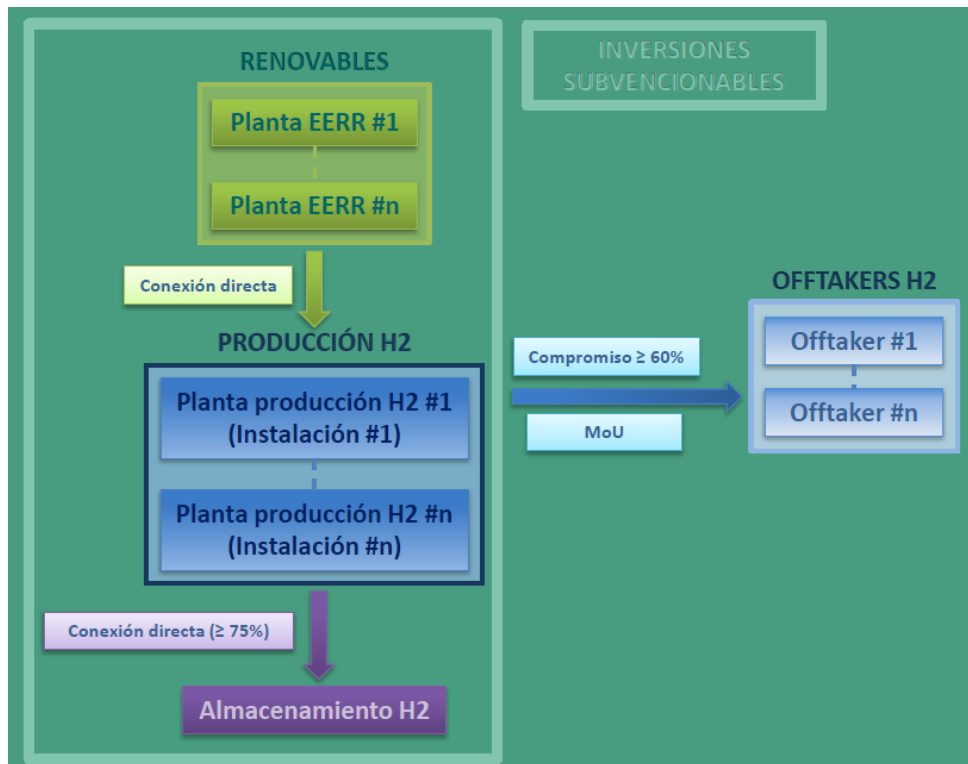 RENOVABLES
INVERSIONES
SUBVENCIONABLES
Planta EERR #1
Planta EERR #n
Conexión directa
PRODUCCIÓN H2
Planta producción H2 #1
(Instalación #1)
Planta producción H2 #n
(Instalación #n)
Compromiso ≥ 60%
MoU
OFFTAKERS H2
Offtaker #1
Offtaker #n
Conexión directa (≥ 75%)
Almacenamiento H2